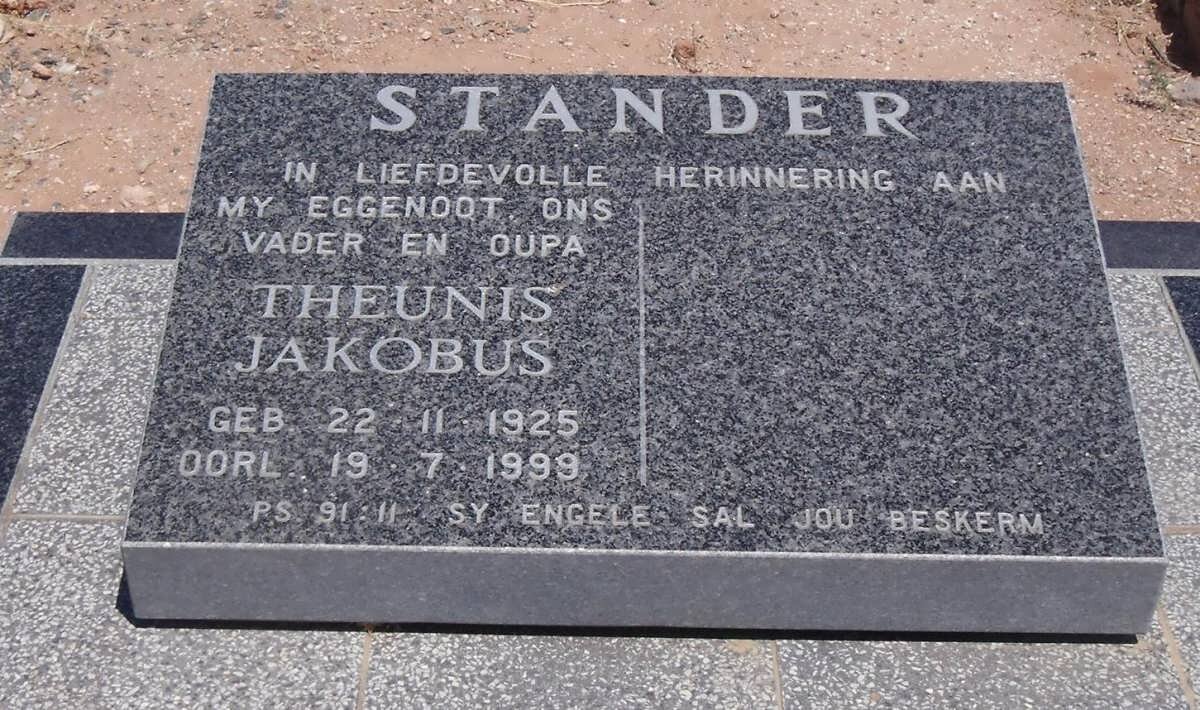 STANDER
IN LIEFDEVOLLE HERINNERING AAN
MY EGGENOOT, ONS
VADER EN OUPA
THEUNIS
JAKOBUS
GEB 22 · 11 · 1925
OORL. 19 · 7 · 1999
PS 91:11 SY ENGELE SAL JOU BESKERM